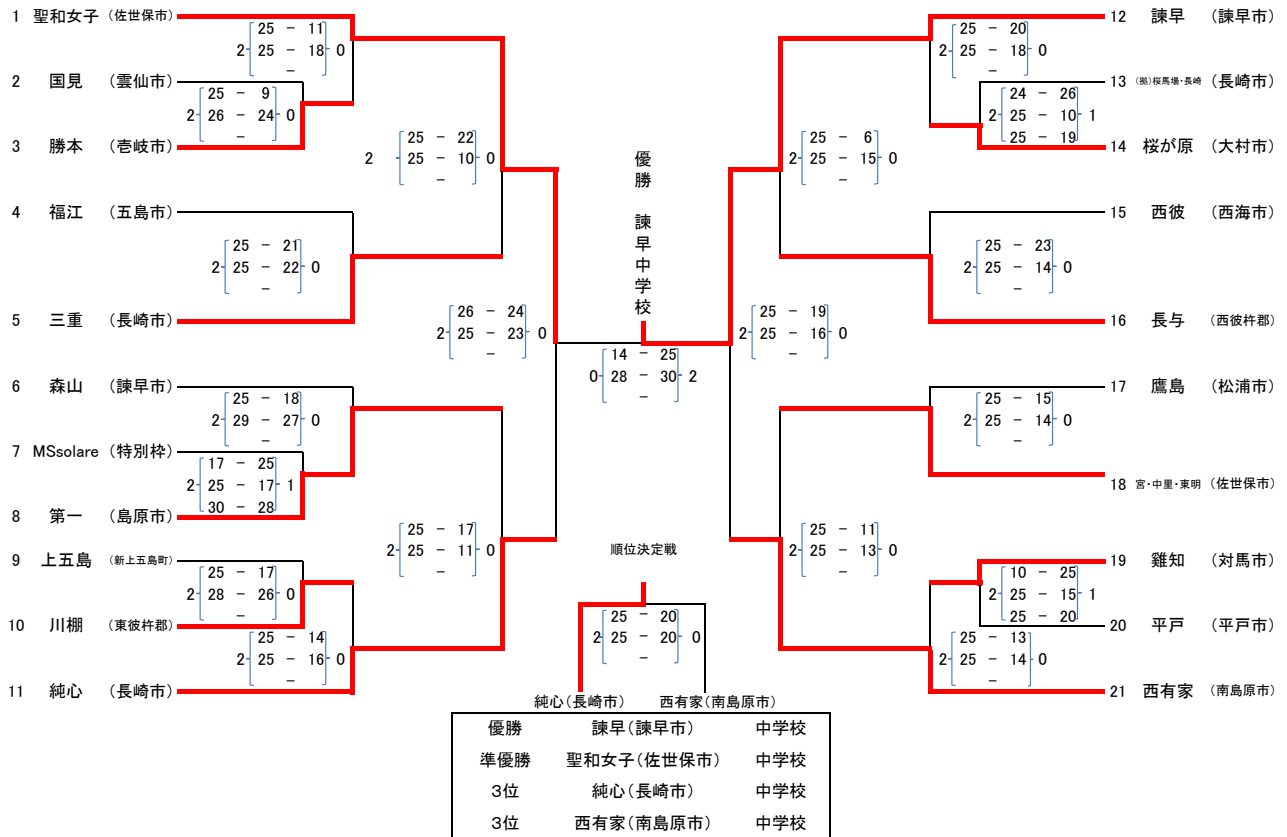 1 聖和女子 (佐世保市)
25 - 11
2 25 - 18 0
-
2 国見 (雲仙市)
25 - 9
2 26 - 24 0
-
3 勝本 (壱岐市)
25 - 22
2 25 - 10 0
-
4 福江 (五島市)
25 - 21
2 25 - 22 0
-
5 三重 (長崎市)
26 - 24
2 25 - 23 0
-
6 森山 (諫早市)
25 - 18
2 29 - 27 0
-
7 MSsolare (特別枠)
17 - 25
2 25 - 17 1
30 - 28
8 第一 (島原市)
25 - 17
2 25 - 11 0
-
9 上五島 (新上五島町)
25 - 17
2 28 - 26 0
-
10 川棚 (東彼杵郡)
25 - 14
2 25 - 16 0
-
11 純心 (長崎市)
優勝 諫早中学校
14 - 25
0 28 - 30 2
-
12 諫早 (諫早市)
25 - 20
2 25 - 18 0
-
13 (拠)桜馬場・長崎 (長崎市)
24 - 26
2 25 - 10 1
25 - 19
14 桜が原 (大村市)
25 - 6
2 25 - 15 0
-
15 西彼 (西海市)
25 - 23
2 25 - 14 0
-
16 長与 (西彼杵郡)
25 - 19
2 25 - 16 0
-
17 鷹島 (松浦市)
25 - 15
2 25 - 14 0
-
18 宮・中里・東明 (佐世保市)
25 - 11
2 25 - 13 0
-
19 雞知 (対馬市)
10 - 25
2 25 - 15 1
25 - 20
20 平戸 (平戸市)
25 - 13
2 25 - 14 0
-
21 西有家 (南島原市)
順位決定戦
25 - 20
2 25 - 20 0
-
純心(長崎市) 西有家(南島原市)
優勝 諫早(諫早市) 中学校
準優勝 聖和女子(佐世保市) 中学校
3位 純心(長崎市) 中学校
3位 西有家(南島原市) 中学校